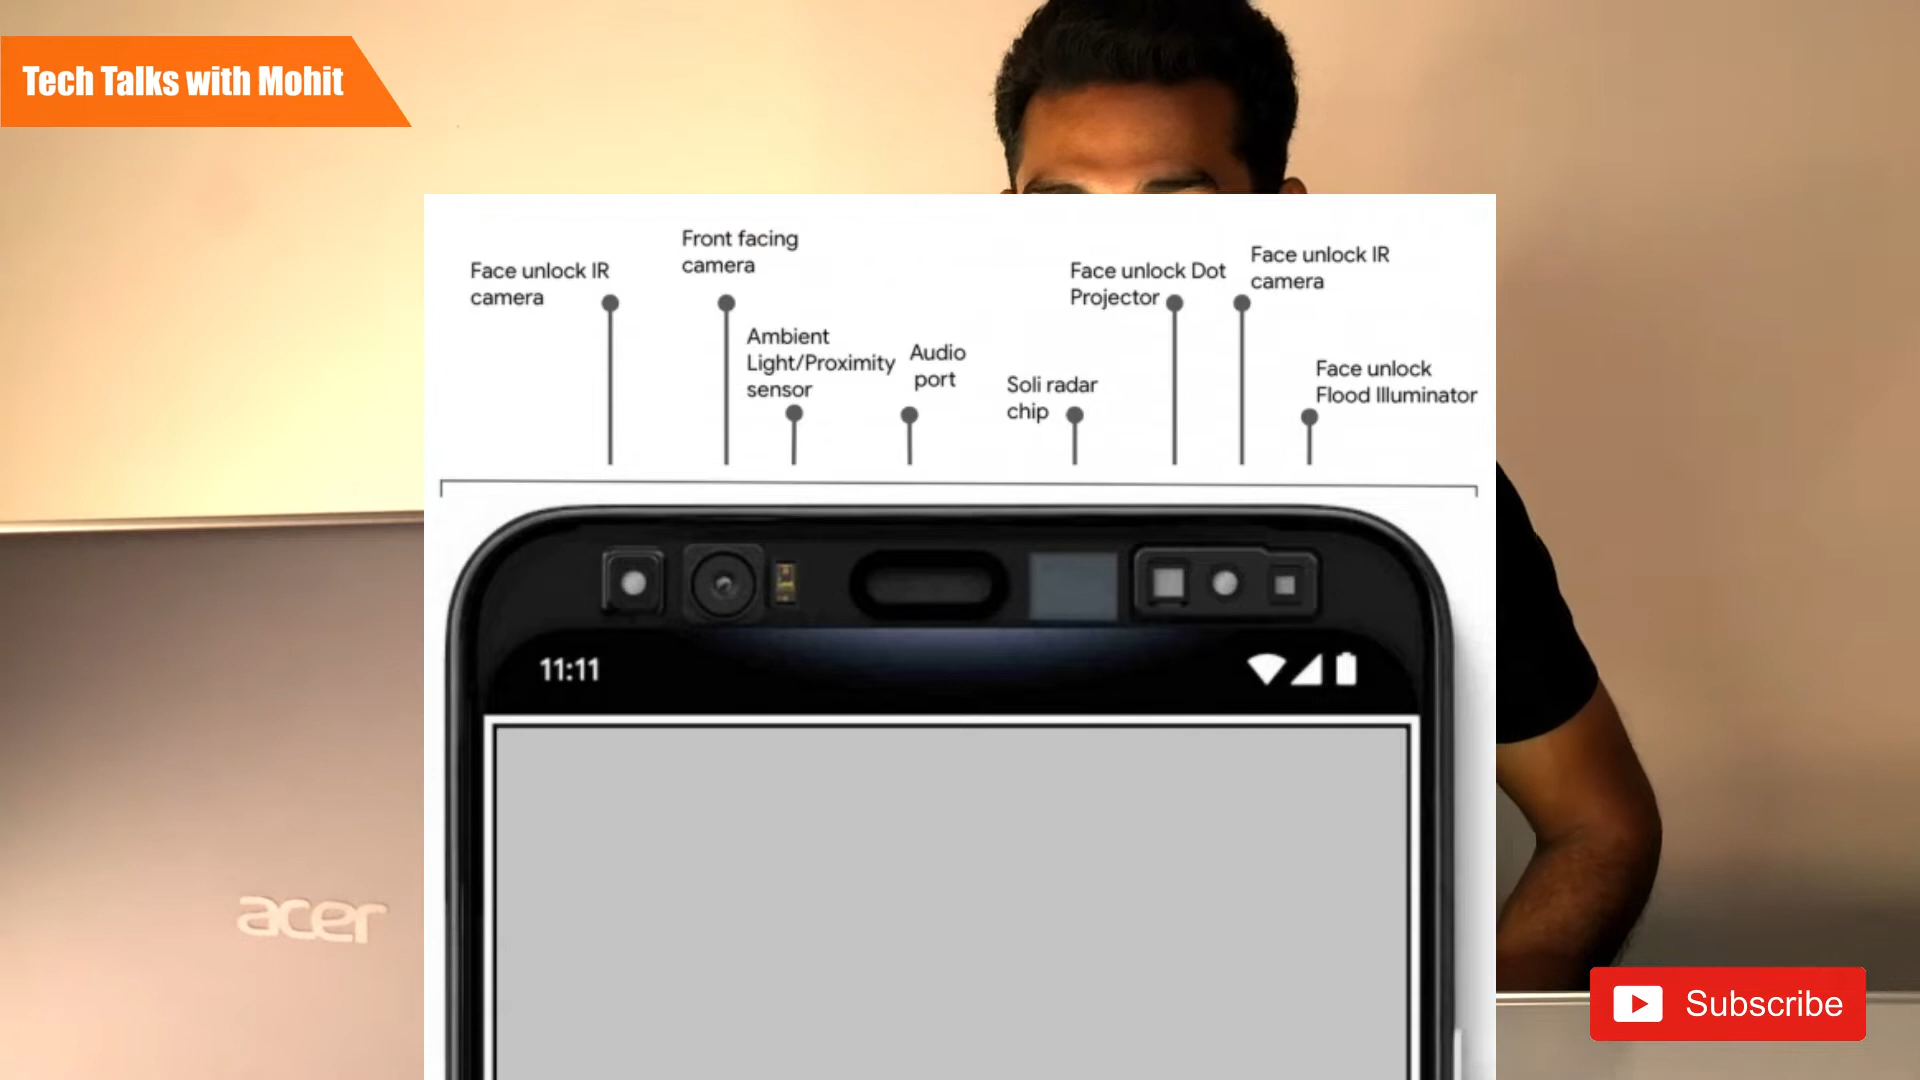 Tech Talks with Mohit
Face unlock IR
camera
Front facing
camera
Ambient
Light/Proximity
sensor
Audio
port
Soli radar
chip
Face unlock Dot
Projector
Face unlock IR
camera
Face unlock
Flood Illuminator
11:11
acer
Subscribe